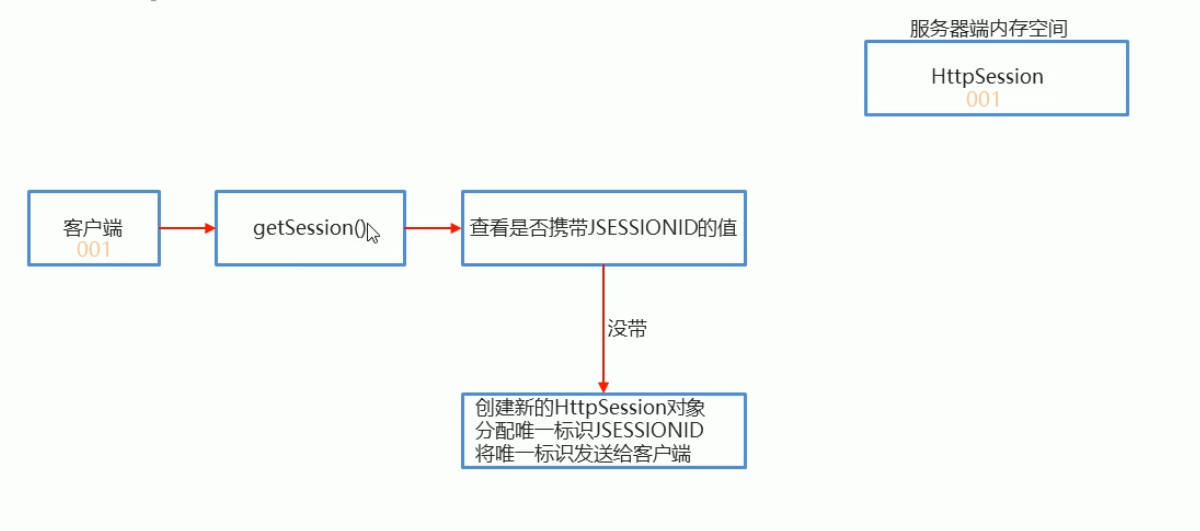 服务器端内存空间
HttpSession
001
客户端
001
getSession()
查看是否携带JSESSIONID的值
没带
创建新的HttpSession对象
分配唯一标识JSESSIONID
将唯一标识发送给客户端